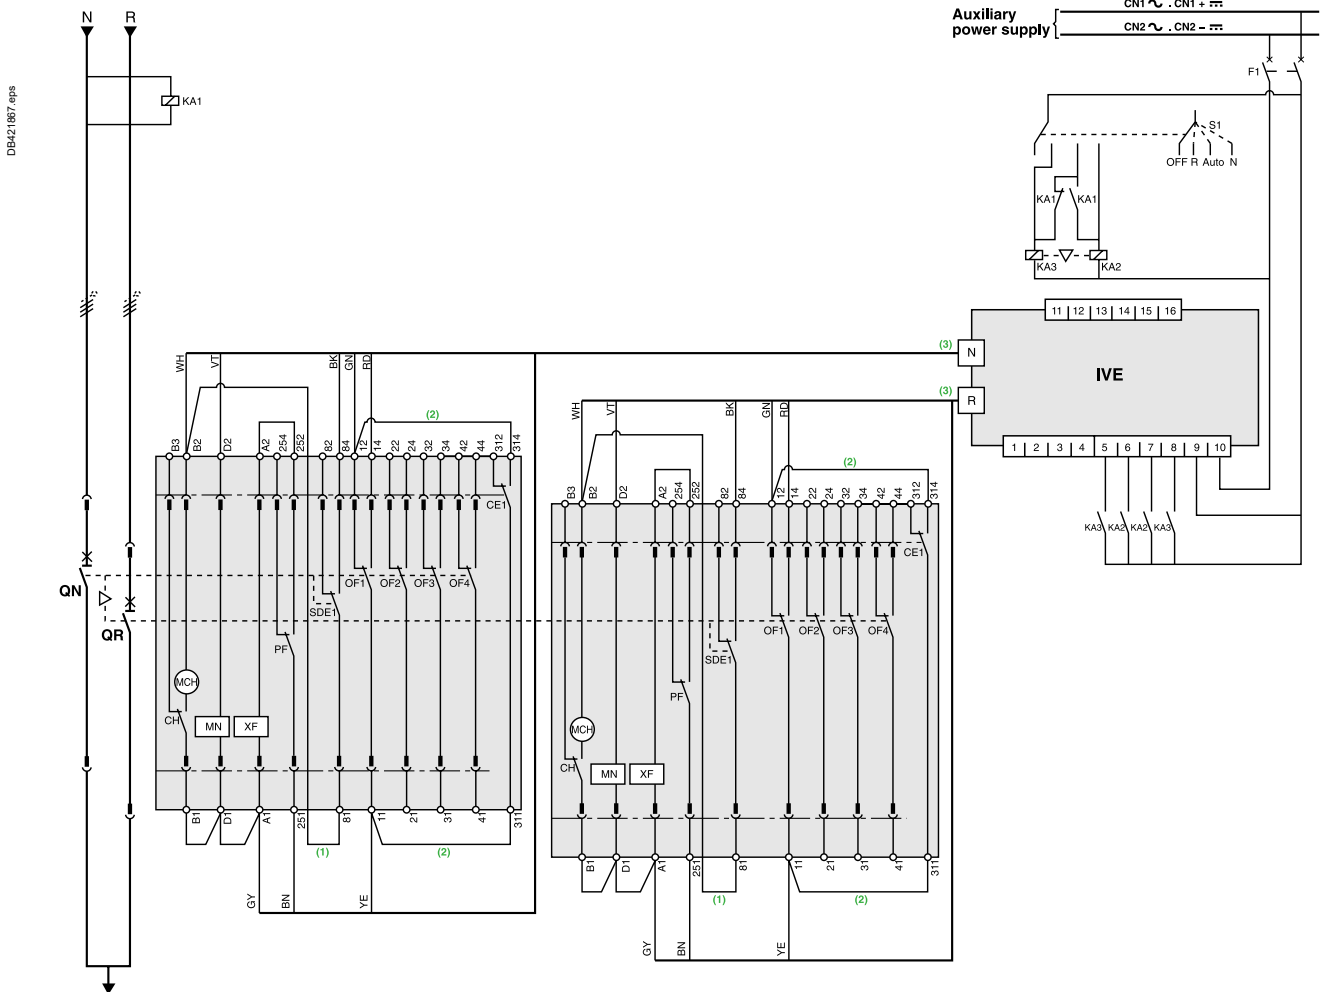 N R
DB421867.eps
KA1
Auxiliary
power supply
CN1 . CN1 +
CN2 . CN2 –
F1
S1
OFF R Auto N
KA1 KA1
KA3 KA2
11 12 13 14 15 16
(3) N
IVE
(3) R
1 2 3 4 5 6 7 8 9 10
KA3 KA2 KA2 KA3
WH VT BK GN RD
(2)
B3 B2 D2 A2 254 252 82 84 12 14 22 24 32 34 42 44 312 314
CE1
QN
QR
OF1 OF2 OF3 OF4
SDE1
PF
MCH
CH
MN XF
B1 D1 A1 251 81 11 21 31 41 311
(1) (2)
GY BN YE
WH VT BK GN RD
(2)
B3 B2 D2 A2 254 252 82 84 12 14 22 24 32 34 42 44 312 314
CE1
OF1 OF2 OF3 OF4
SDE1
PF
MCH
CH
MN XF
B1 D1 A1 251 81 11 21 31 41 311
(1) (2)
GY BN YE